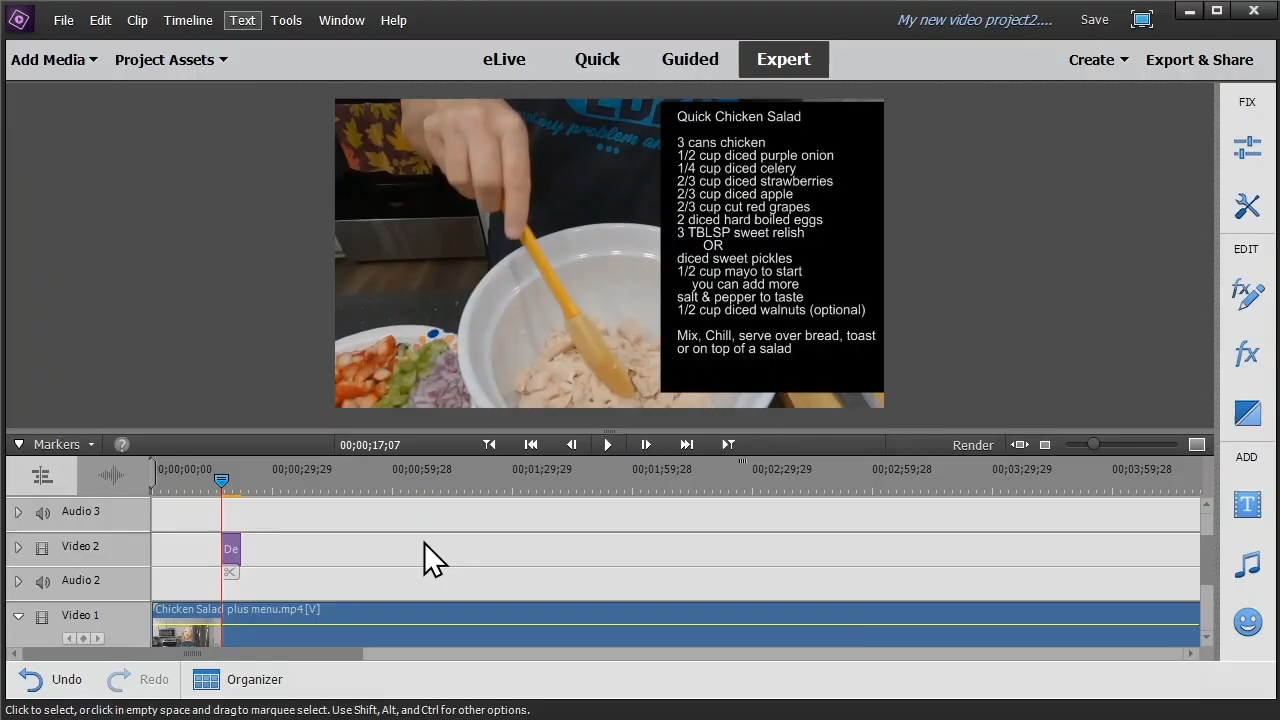 File Edit Clip Timeline Text Tools Window Help
My new video project2.... Save
Add Media Project Assets eLive Quick Guided Expert Create Export & Share
my problem
Quick Chicken Salad
3 cans chicken
1/2 cup diced purple onion
1/4 cup diced celery
2/3 cup diced strawberries
2/3 cup diced apple
2/3 cup cut red grapes
2 diced hard boiled eggs
3 TBLSP sweet relish
OR
diced sweet pickles
1/2 cup mayo to start
you can add more
salt & pepper to taste
1/2 cup diced walnuts (optional)
Mix, Chill, serve over bread, toast
or on top of a salad
FIX
EDIT
ADD
Markers ? 00;00;17;07 Render
0;00;00;00 00;00;29;29 00;00;59;28 00;01;29;29 00;01;59;28 00;02;29;29 00;02;59;28 00;03;29;29 00;03;59;28
Audio 3
Video 2 De
Audio 2
Video 1 Chicken Salad plus menu.mp4 [V]
Undo Redo Organizer
Click to select, or click in empty space and drag to marquee select. Use Shift, Alt, and Ctrl for other options.